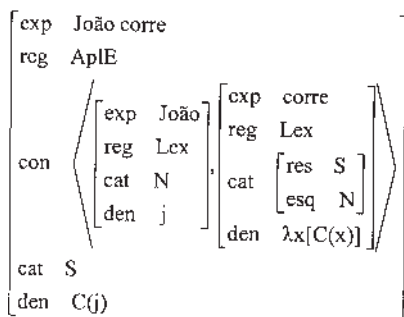 exp João corre
reg AplE
con
exp João
reg Lex
cat N
den j
,
exp corre
reg Lex
cat
res S
esq N
den λx[C(x)]
cat S
den C(j)